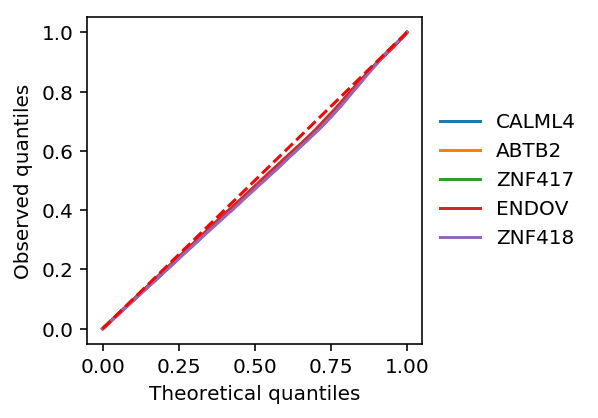 1.0
0.8
0.6
0.4
0.2
0.0
Observed quantiles
0.00 0.25 0.50 0.75 1.00
Theoretical quantiles
CALML4
ABTB2
ZNF417
ENDOV
ZNF418